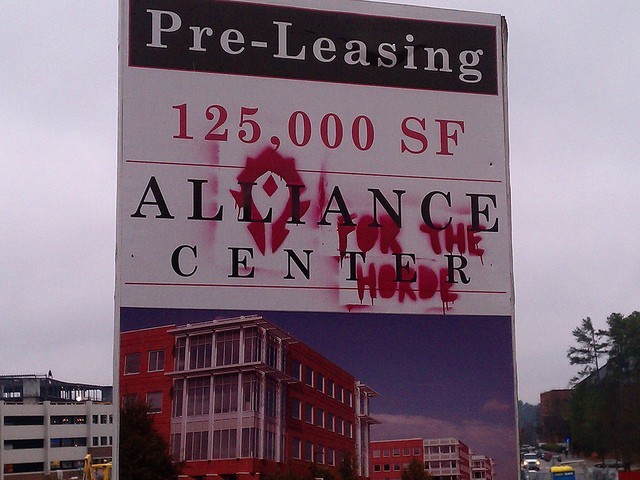 Pre-Leasing
125,000 SF
ALLIANCE
FOR THE
CENTER
HORDE